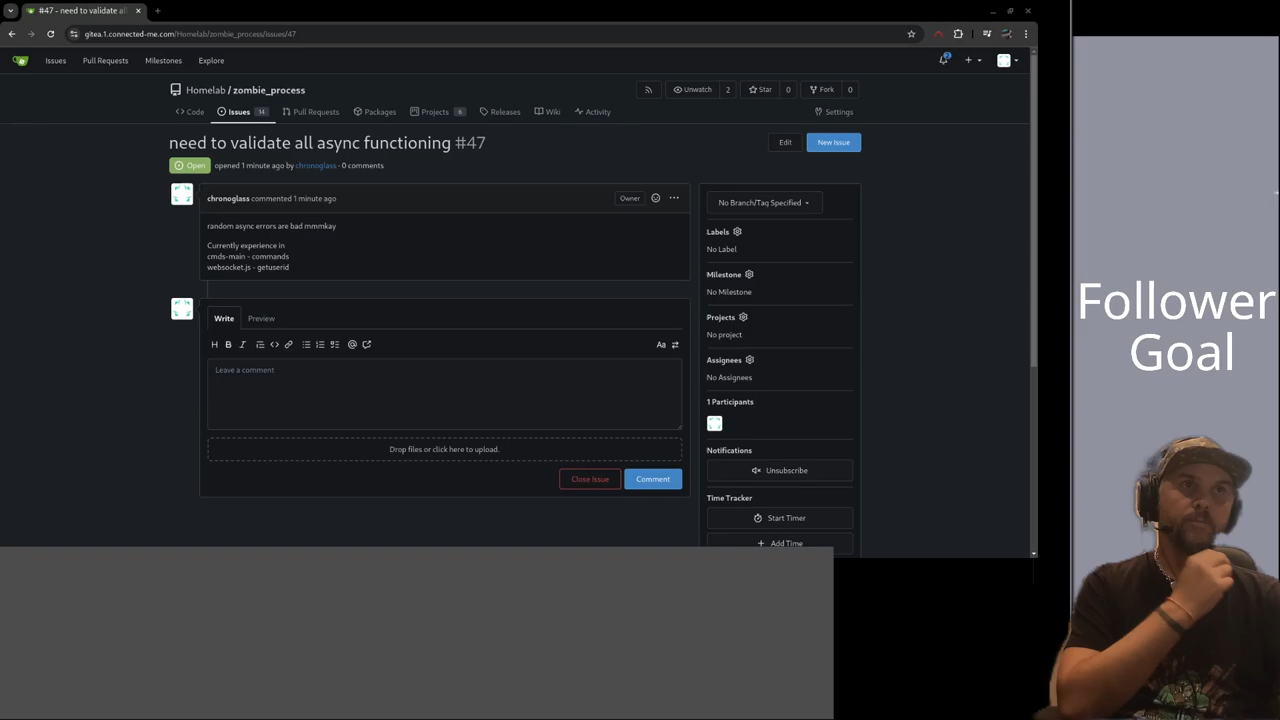 #47 - need to validate all
gitea.1.connected-me.com/Homelab/zombie_process/issues/47
Issues Pull Requests Milestones Explore 2
Homelab / zombie_process Unwatch 2 Star 0 Fork 0
Code Issues 14 Pull Requests Packages Projects 6 Releases Wiki Activity Settings
need to validate all async functioning #47 Edit New Issue
Open opened 1 minute ago by chronoglass · 0 comments
chronoglass commented 1 minute ago Owner
random async errors are bad mmmkay
Currently experience in
cmds-main - commands
websocket.js - getuserid
Write Preview
H B I Aa
Leave a comment
Drop files or click here to upload.
Close Issue Comment
No Branch/Tag Specified
Labels
No Label
Milestone
No Milestone
Projects
No project
Assignees
No Assignees
1 Participants
Notifications
Unsubscribe
Time Tracker
Start Timer
Add Time
Follower
Goal